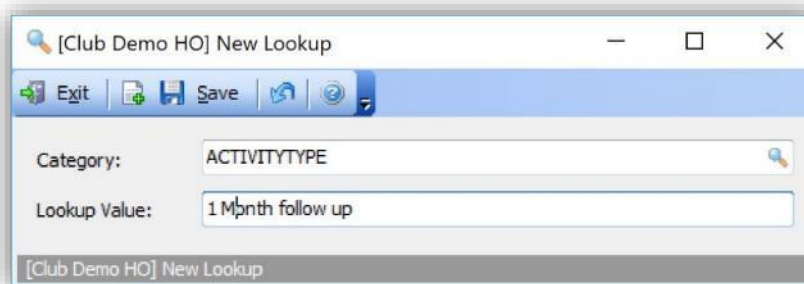 [Club Demo HO] New Lookup
Exit Save
Category: ACTIVITYTYPE
Lookup Value: 1 Month follow up
[Club Demo HO] New Lookup